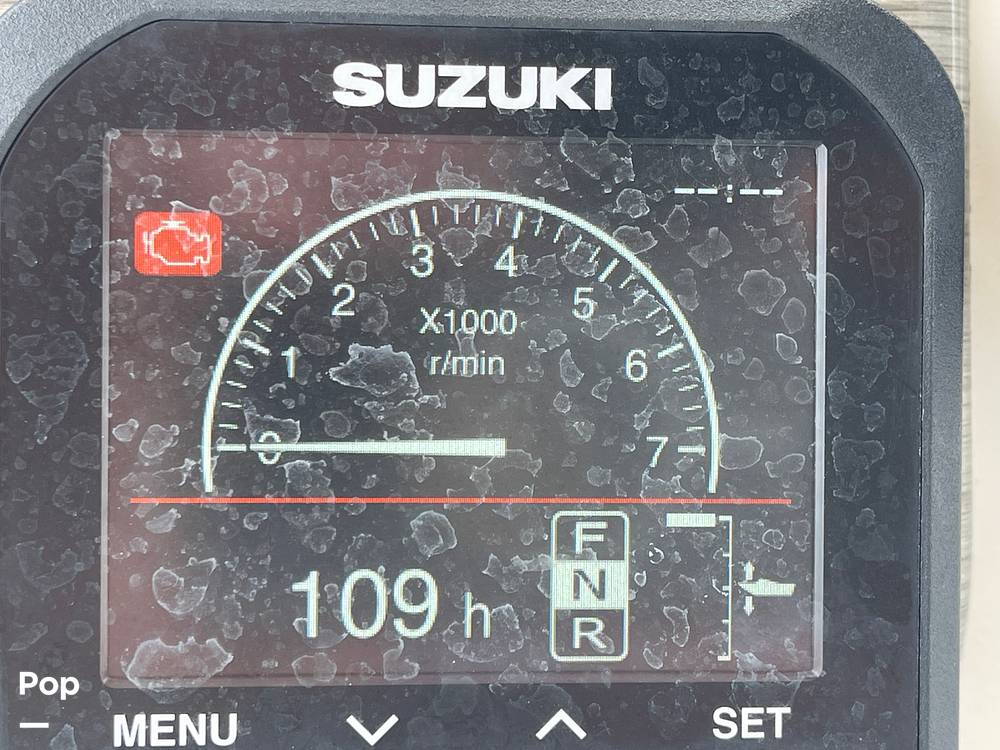 SUZUKI
--:--
0 1 2 3 4 5 6 7
X1000
r/min
109 h
F
N
R
Pop
MENU
SET